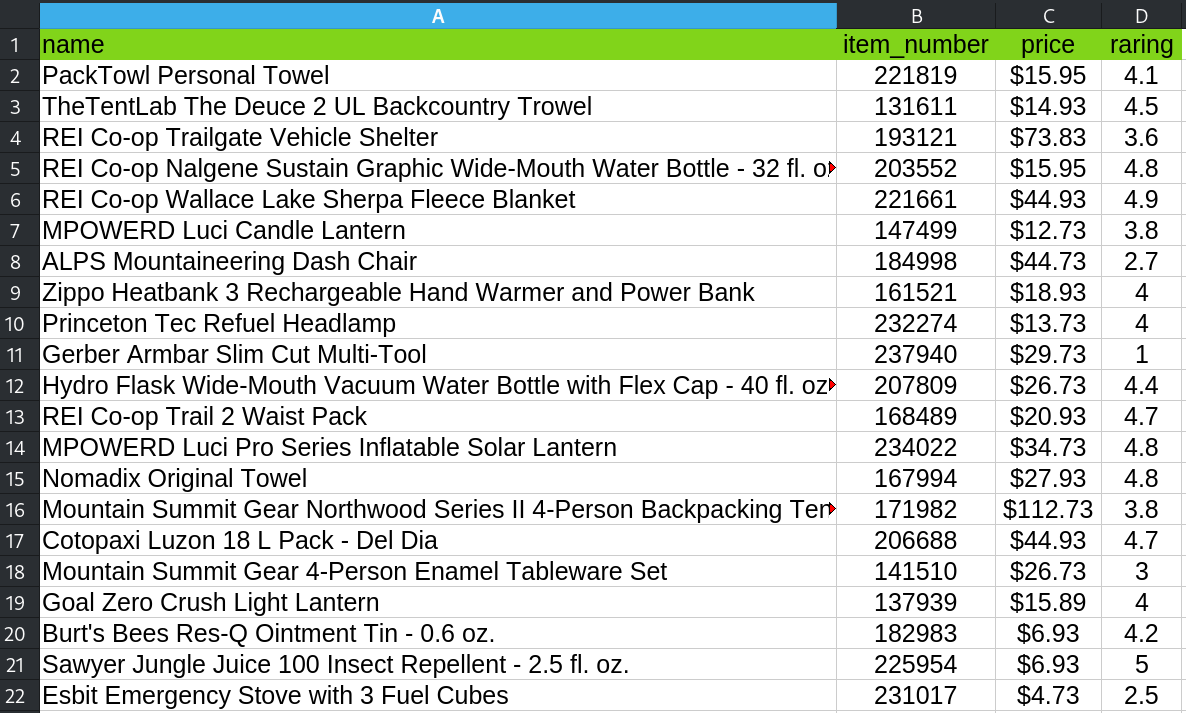 A B C D
1 name item_number price raring
2 PackTowl Personal Towel 221819 $15.95 4.1
3 TheTentLab The Deuce 2 UL Backcountry Trowel 131611 $14.93 4.5
4 REI Co-op Trailgate Vehicle Shelter 193121 $73.83 3.6
5 REI Co-op Nalgene Sustain Graphic Wide-Mouth Water Bottle - 32 fl. o 203552 $15.95 4.8
6 REI Co-op Wallace Lake Sherpa Fleece Blanket 221661 $44.93 4.9
7 MPOWERD Luci Candle Lantern 147499 $12.73 3.8
8 ALPS Mountaineering Dash Chair 184998 $44.73 2.7
9 Zippo Heatbank 3 Rechargeable Hand Warmer and Power Bank 161521 $18.93 4
10 Princeton Tec Refuel Headlamp 232274 $13.73 4
11 Gerber Armbar Slim Cut Multi-Tool 237940 $29.73 1
12 Hydro Flask Wide-Mouth Vacuum Water Bottle with Flex Cap - 40 fl. oz 207809 $26.73 4.4
13 REI Co-op Trail 2 Waist Pack 168489 $20.93 4.7
14 MPOWERD Luci Pro Series Inflatable Solar Lantern 234022 $34.73 4.8
15 Nomadix Original Towel 167994 $27.93 4.8
16 Mountain Summit Gear Northwood Series II 4-Person Backpacking Ten 171982 $112.73 3.8
17 Cotopaxi Luzon 18 L Pack - Del Dia 206688 $44.93 4.7
18 Mountain Summit Gear 4-Person Enamel Tableware Set 141510 $26.73 3
19 Goal Zero Crush Light Lantern 137939 $15.89 4
20 Burt's Bees Res-Q Ointment Tin - 0.6 oz. 182983 $6.93 4.2
21 Sawyer Jungle Juice 100 Insect Repellent - 2.5 fl. oz. 225954 $6.93 5
22 Esbit Emergency Stove with 3 Fuel Cubes 231017 $4.73 2.5